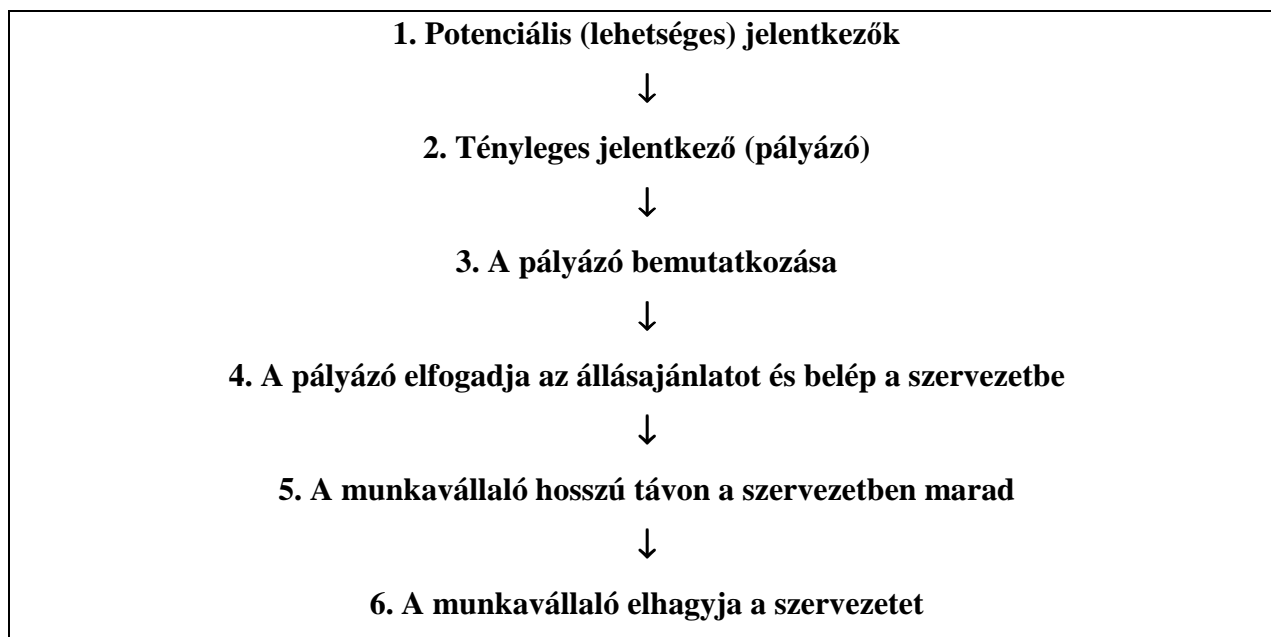 1. Potenciális (lehetséges) jelentkezők
↓
2. Tényleges jelentkező (pályázó)
↓
3. A pályázó bemutatkozása
↓
4. A pályázó elfogadja az állásajánlatot és belép a szervezetbe
↓
5. A munkavállaló hosszú távon a szervezetben marad
↓
6. A munkavállaló elhagyja a szervezetet